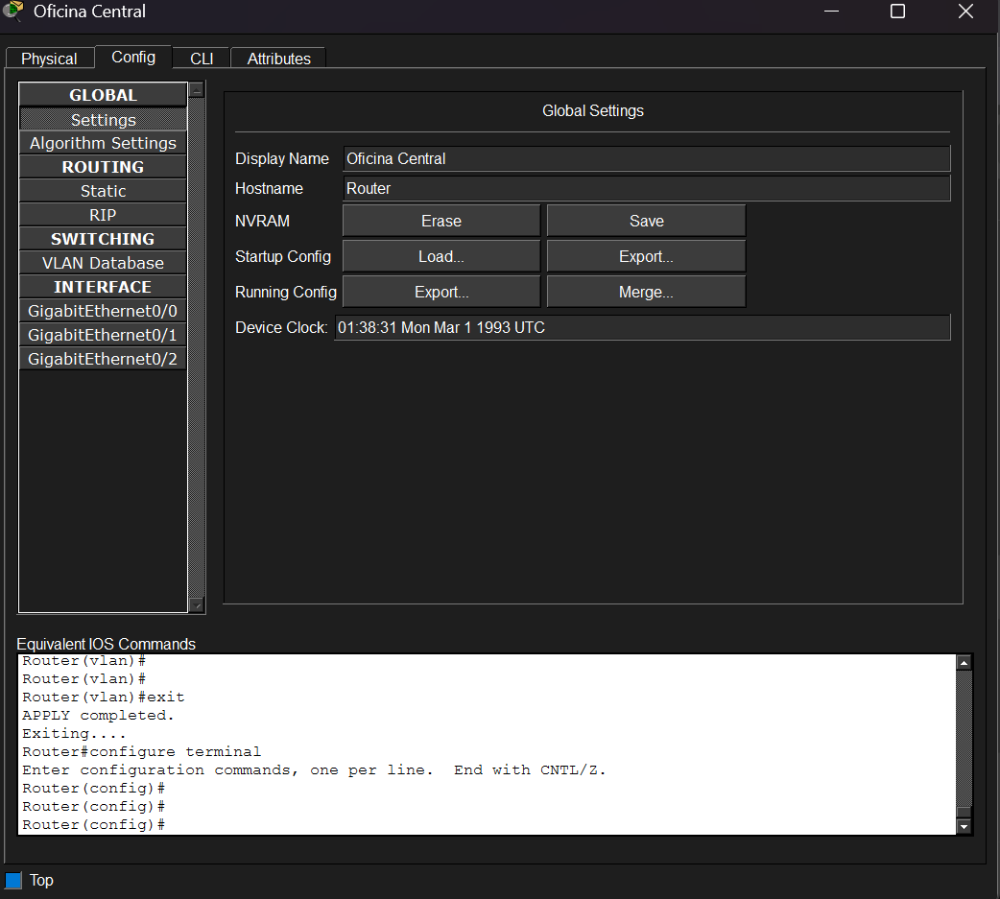 Oficina Central
Physical Config CLI Attributes
GLOBAL
Settings
Algorithm Settings
ROUTING
Static
RIP
SWITCHING
VLAN Database
INTERFACE
GigabitEthernet0/0
GigabitEthernet0/1
GigabitEthernet0/2
Global Settings
Display Name Oficina Central
Hostname Router
NVRAM Erase Save
Startup Config Load... Export...
Running Config Export... Merge...
Device Clock: 01:38:31 Mon Mar 1 1993 UTC
Equivalent IOS Commands
Router(vlan)#
Router(vlan)#
Router(vlan)#exit
APPLY completed.
Exiting....
Router#configure terminal
Enter configuration commands, one per line.  End with CNTL/Z.
Router(config)#
Router(config)#
Router(config)#
Top